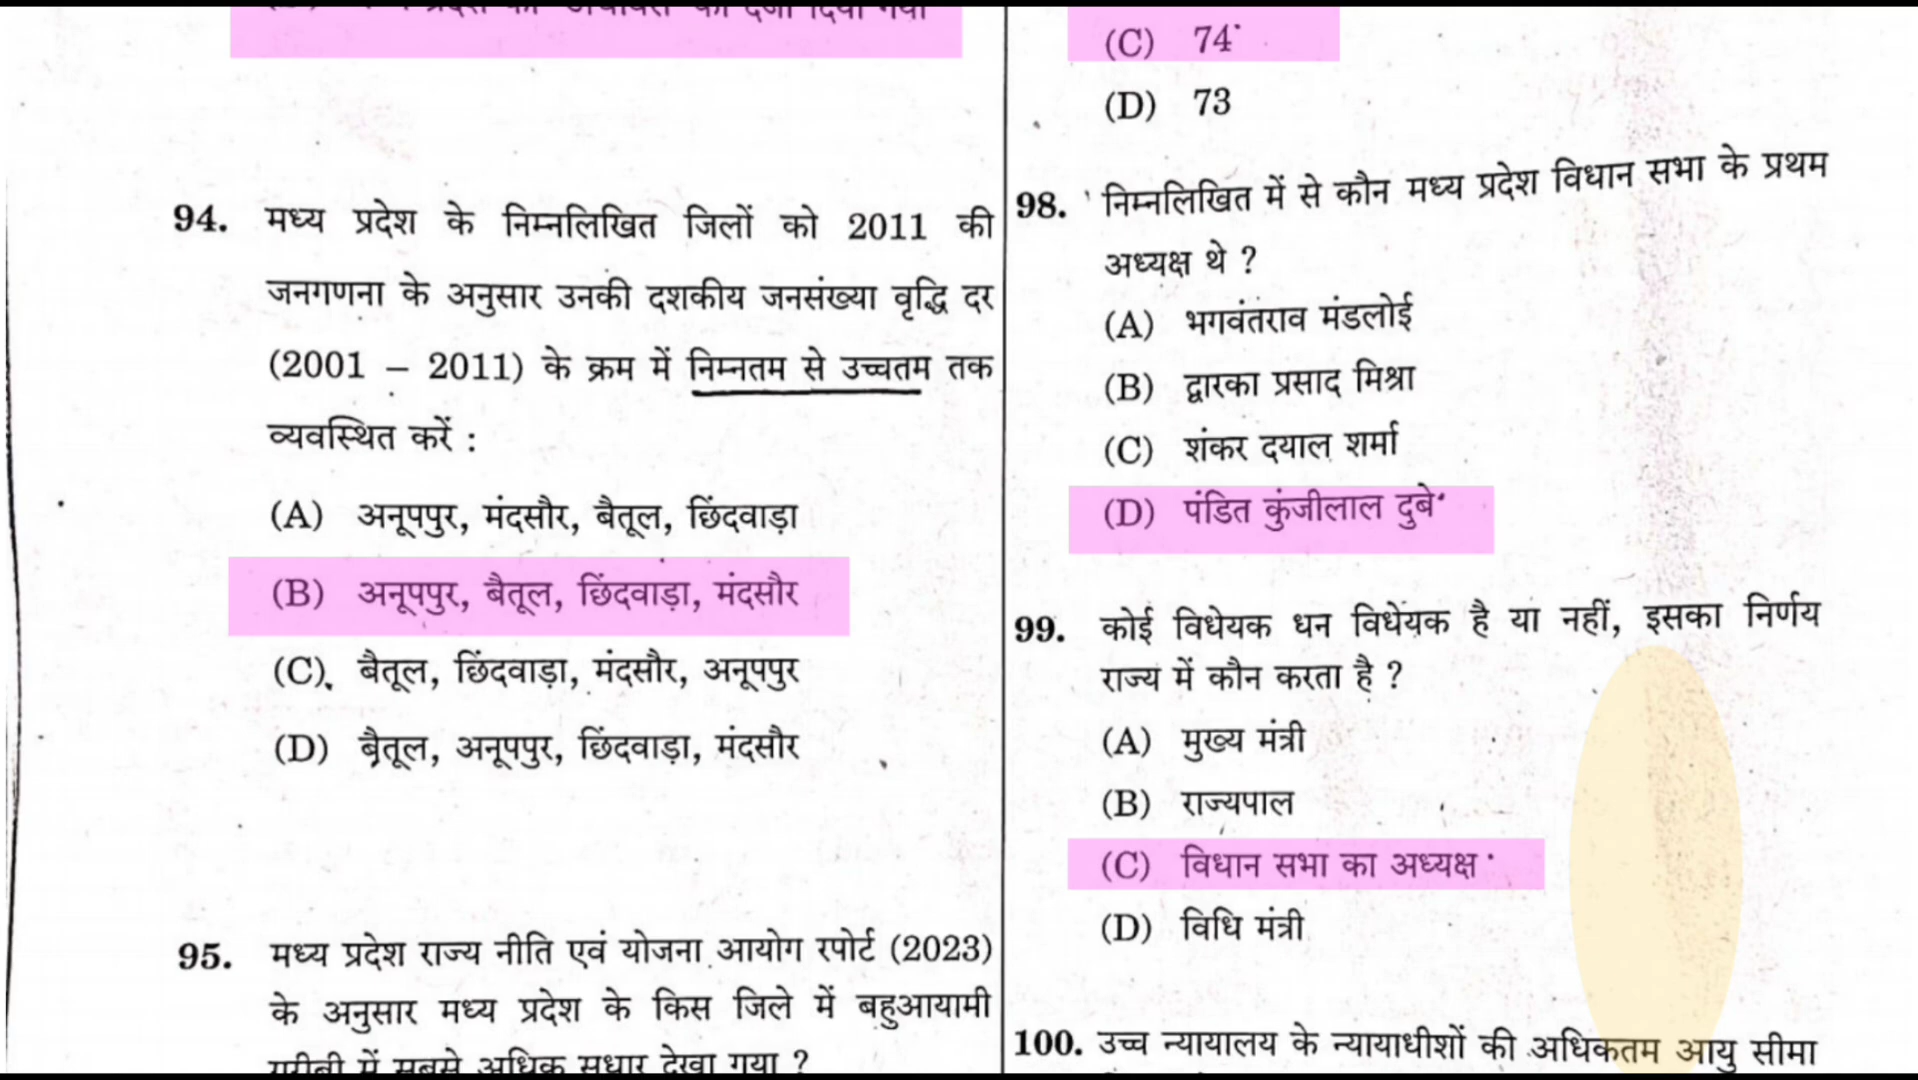 (C) 74
(D) 73
94. मध्य प्रदेश के निम्नलिखित जिलों को 2011 की
जनगणना के अनुसार उनकी दशकीय जनसंख्या वृद्धि दर
(2001 – 2011) के क्रम में निम्नतम से उच्चतम तक
व्यवस्थित करें :
(A) अनूपपुर, मंदसौर, बैतूल, छिंदवाड़ा
(B) अनूपपुर, बैतूल, छिंदवाड़ा, मंदसौर
(C) बैतूल, छिंदवाड़ा, मंदसौर, अनूपपुर
(D) बैतूल, अनूपपुर, छिंदवाड़ा, मंदसौर
95. मध्य प्रदेश राज्य नीति एवं योजना आयोग रपोर्ट (2023)
के अनुसार मध्य प्रदेश के किस जिले में बहुआयामी
गरीबी में सबसे अधिक सुधार देखा गया ?
98. निम्नलिखित में से कौन मध्य प्रदेश विधान सभा के प्रथम
अध्यक्ष थे ?
(A) भगवंतराव मंडलोई
(B) द्वारका प्रसाद मिश्रा
(C) शंकर दयाल शर्मा
(D) पंडित कुंजीलाल दुबे
99. कोई विधेयक धन विधेयक है या नहीं, इसका निर्णय
राज्य में कौन करता है ?
(A) मुख्य मंत्री
(B) राज्यपाल
(C) विधान सभा का अध्यक्ष
(D) विधि मंत्री
100. उच्च न्यायालय के न्यायाधीशों की अधिकतम आयु सीमा